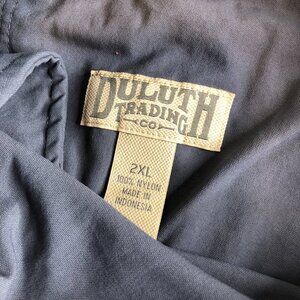 DULUTH
TRADING
CO
2XL
100% NYLON
MADE IN
INDONESIA